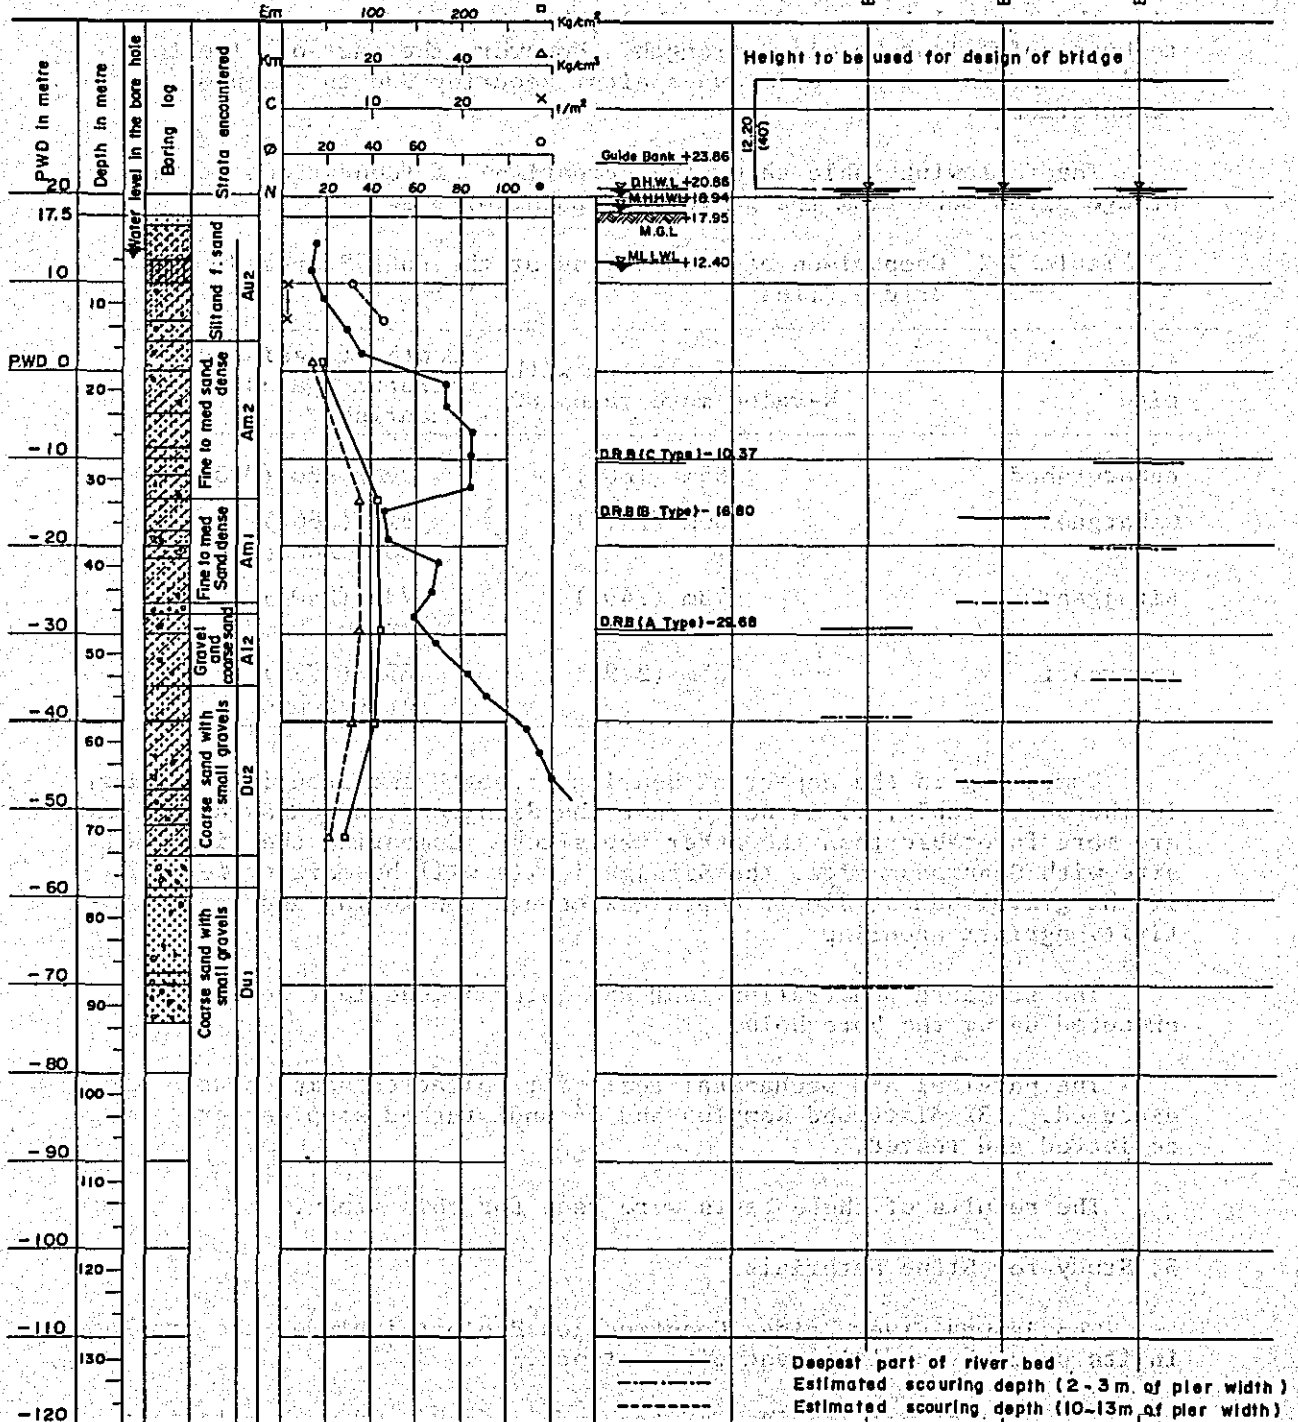 Em 100 200 Kg/cm²
Km 20 40 Kg/cm³
C 10 20 t/m²
Ø 20 40 60 80
N 20 40 60 80 100
PWD in metre
Depth in metre
Water level in the bore hole
Boring log
Strata encountered
Height to be used for design of bridge
12.20
(40')
Guide Bank +23.86
D.H.W.L +20.86
M.H.H.W.L +18.94
+17.95
M.G.L
M.L.L.W.L +12.40
D.R.B (C Type) -10.37
D.R.B (B Type) - 16.80
D.R.B (A Type) -29.68
20
17.5
10
PWD 0
-10
-20
-30
-40
-50
-60
-70
-80
-90
-100
-110
-120
10
20
30
40
50
60
70
80
90
100
110
120
130
Silt and f. sand
Au2
Fine to med sand,
dense
Am2
Fine to med
Sand.dense
Am1
Gravel
and
coarse sand
Al2
Coarse sand with
small gravels
Du2
Coarse sand with
small gravels
Du1
Deepest part of river bed
Estimated scouring depth (2~3m. of pier width)
Estimated scouring depth (10~13m of pier width)